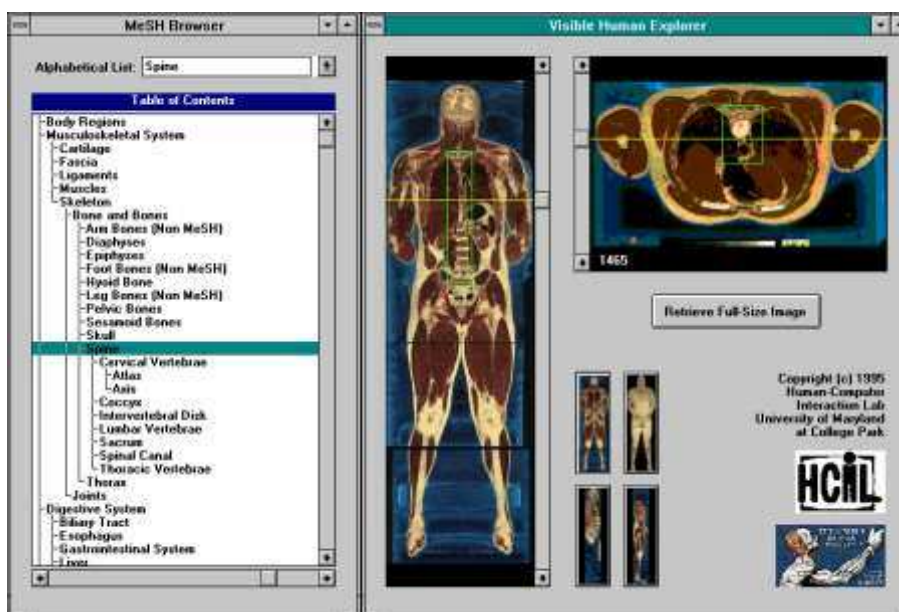 MeSH Browser
Alphabetical List: Spine
Table of Contents
Body Regions
Musculoskeletal System
Cartilage
Fascia
Ligaments
Muscles
Skeleton
Bone and Bones
Arm Bones (Non MeSH)
Diaphyses
Epiphyses
Foot Bones (Non MeSH)
Hyoid Bone
Leg Bones (Non MeSH)
Pelvic Bones
Sesamoid Bones
Skull
Spine
Cervical Vertebrae
Atlas
Axis
Coccyx
Intervertebral Disk
Lumbar Vertebrae
Sacrum
Spinal Canal
Thoracic Vertebrae
Thorax
Joints
Digestive System
Biliary Tract
Esophagus
Gastrointestinal System
Liver
Visible Human Explorer
1465
Retrieve Full-Size Image
Copyright (c) 1995
Human-Computer
Interaction Lab
University of Maryland
at College Park
HCIL